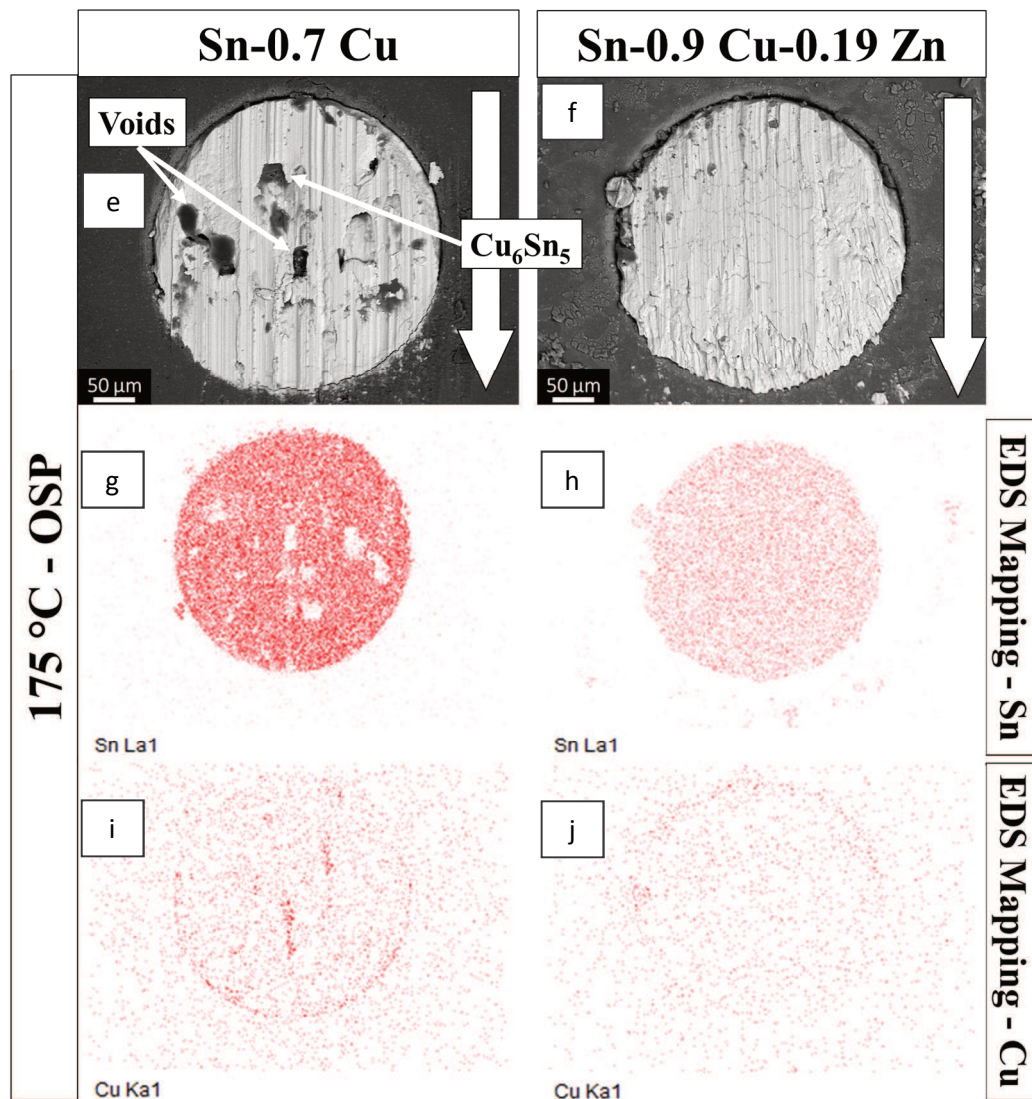 Sn-0.7 Cu
Sn-0.9 Cu-0.19 Zn
175 °C - OSP
Voids
e
Cu₆Sn₅
50 µm
f
50 µm
EDS Mapping - Sn
g
Sn La1
h
Sn La1
EDS Mapping - Cu
i
Cu Ka1
j
Cu Ka1